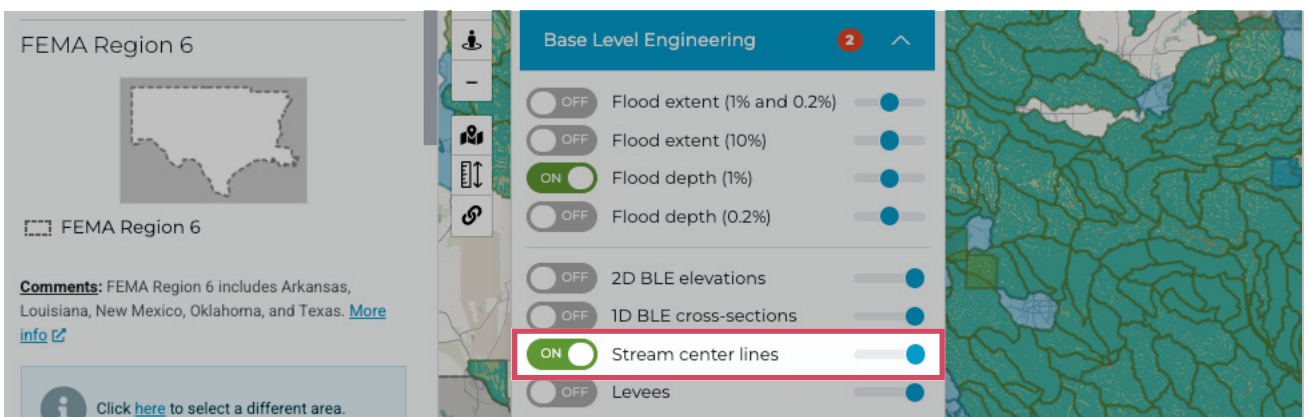 FEMA Region 6
FEMA Region 6
Comments: FEMA Region 6 includes Arkansas,
Louisiana, New Mexico, Oklahoma, and Texas. More
info
Click here to select a different area.
Base Level Engineering 2
OFF Flood extent (1% and 0.2%)
OFF Flood extent (10%)
ON Flood depth (1%)
OFF Flood depth (0.2%)
OFF 2D BLE elevations
OFF 1D BLE cross-sections
ON Stream center lines
OFF Levees